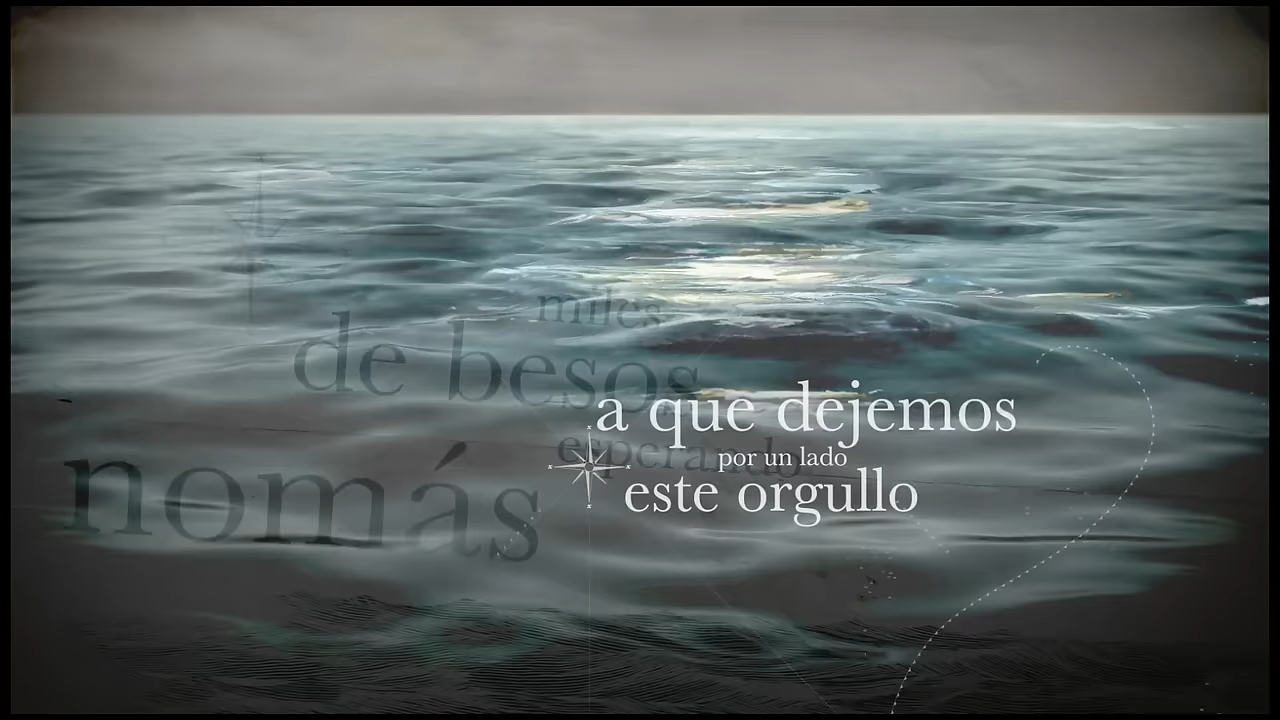 miles
de besos
nomás
esperando
a que dejemos
por un lado
este orgullo